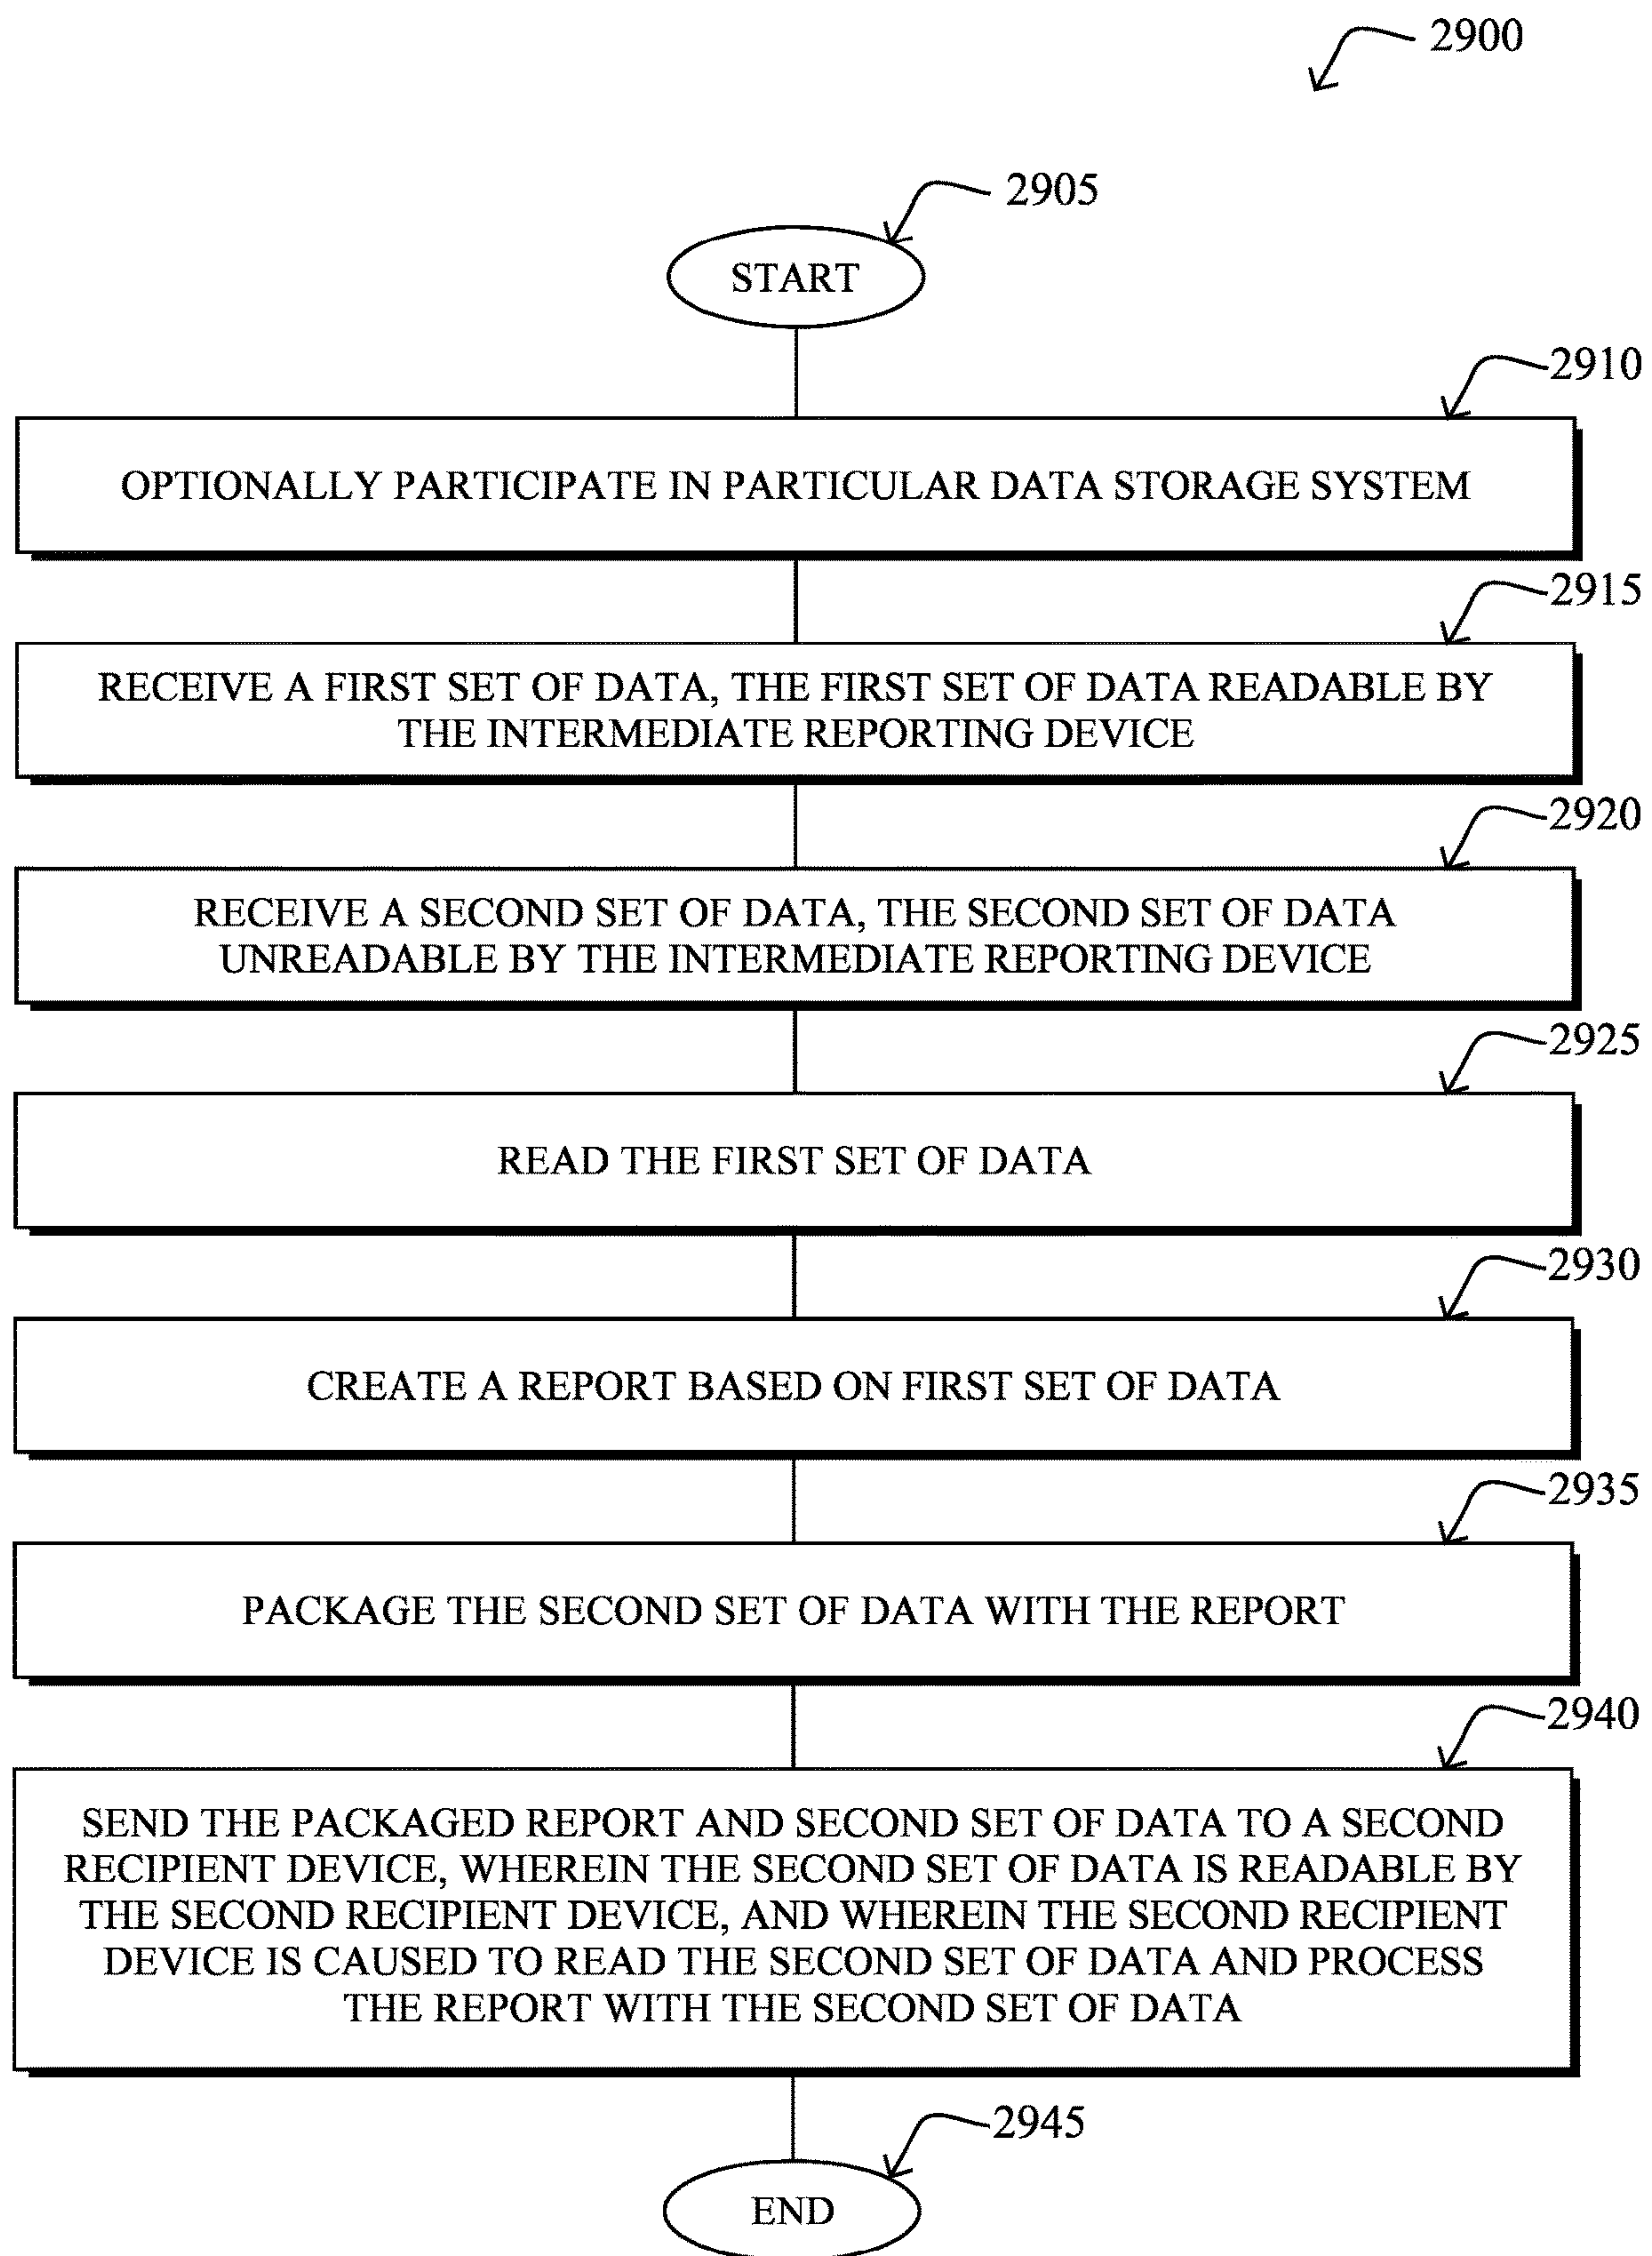 2900
2905
START
2910
OPTIONALLY PARTICIPATE IN PARTICULAR DATA STORAGE SYSTEM
2915
RECEIVE A FIRST SET OF DATA, THE FIRST SET OF DATA READABLE BY
THE INTERMEDIATE REPORTING DEVICE
2920
RECEIVE A SECOND SET OF DATA, THE SECOND SET OF DATA
UNREADABLE BY THE INTERMEDIATE REPORTING DEVICE
2925
READ THE FIRST SET OF DATA
2930
CREATE A REPORT BASED ON FIRST SET OF DATA
2935
PACKAGE THE SECOND SET OF DATA WITH THE REPORT
2940
SEND THE PACKAGED REPORT AND SECOND SET OF DATA TO A SECOND
RECIPIENT DEVICE, WHEREIN THE SECOND SET OF DATA IS READABLE BY
THE SECOND RECIPIENT DEVICE, AND WHEREIN THE SECOND RECIPIENT
DEVICE IS CAUSED TO READ THE SECOND SET OF DATA AND PROCESS
THE REPORT WITH THE SECOND SET OF DATA
2945
END